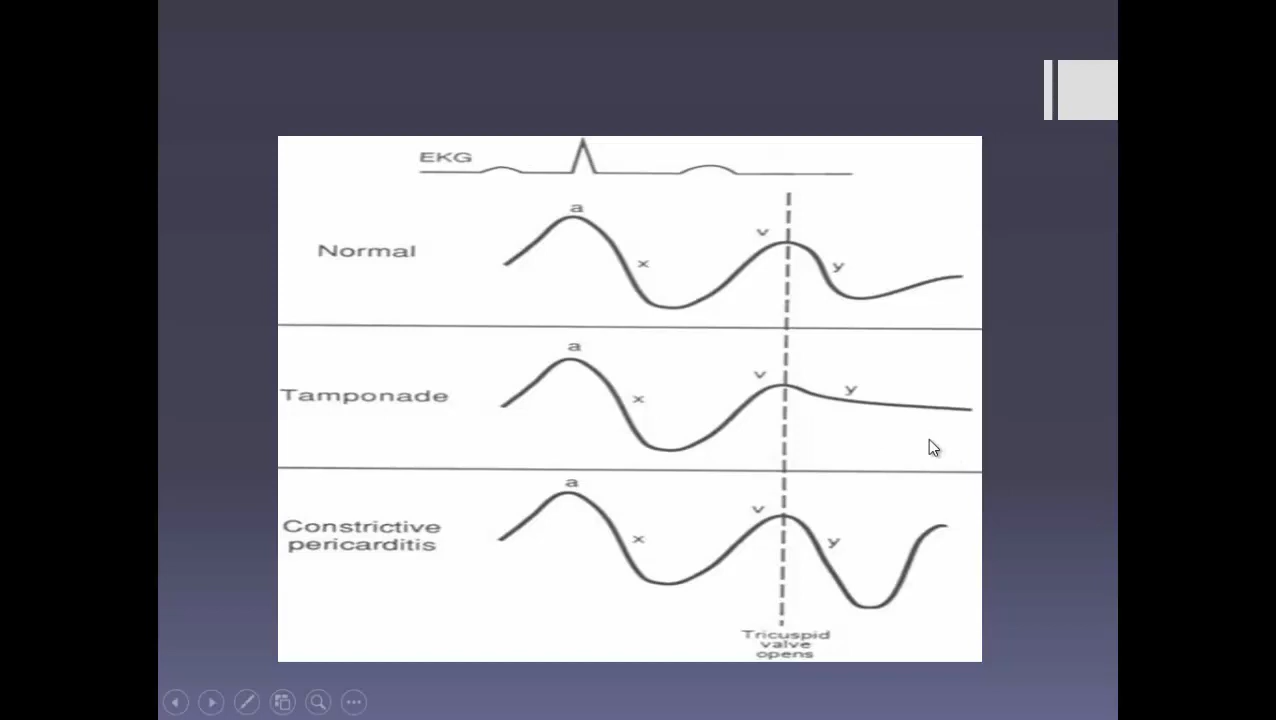 EKG
a
v
Normal
x
y
a
v
y
Tamponade
x
a
v
Constrictive
pericarditis
x
y
Tricuspid
valve
opens